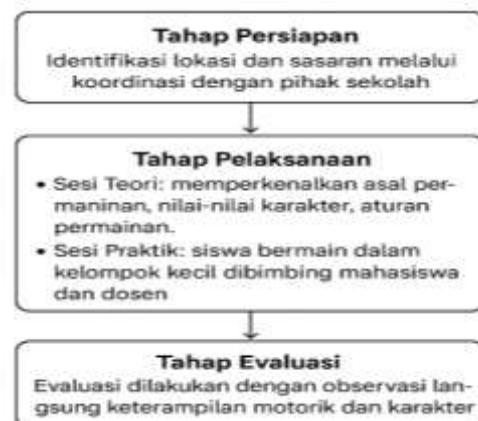 Tahap Persiapan
Identifikasi lokasi dan sasaran melalui
koordinasi dengan pihak sekolah
Tahap Pelaksanaan
• Sesi Teori: memperkenalkan asal per-
maninan, nilai-nilai karakter, aturan
permainan.
• Sesi Praktik: siswa bermain dalam
kelompok kecil dibimbing mahasiswa
dan dosen
Tahap Evaluasi
Evaluasi dilakukan dengan observasi lan-
gsung keterampilan motorik dan karakter